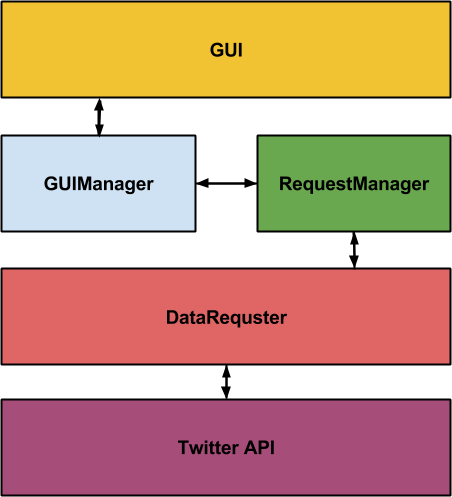 GUI
GUIManager
RequestManager
DataRequster
Twitter API